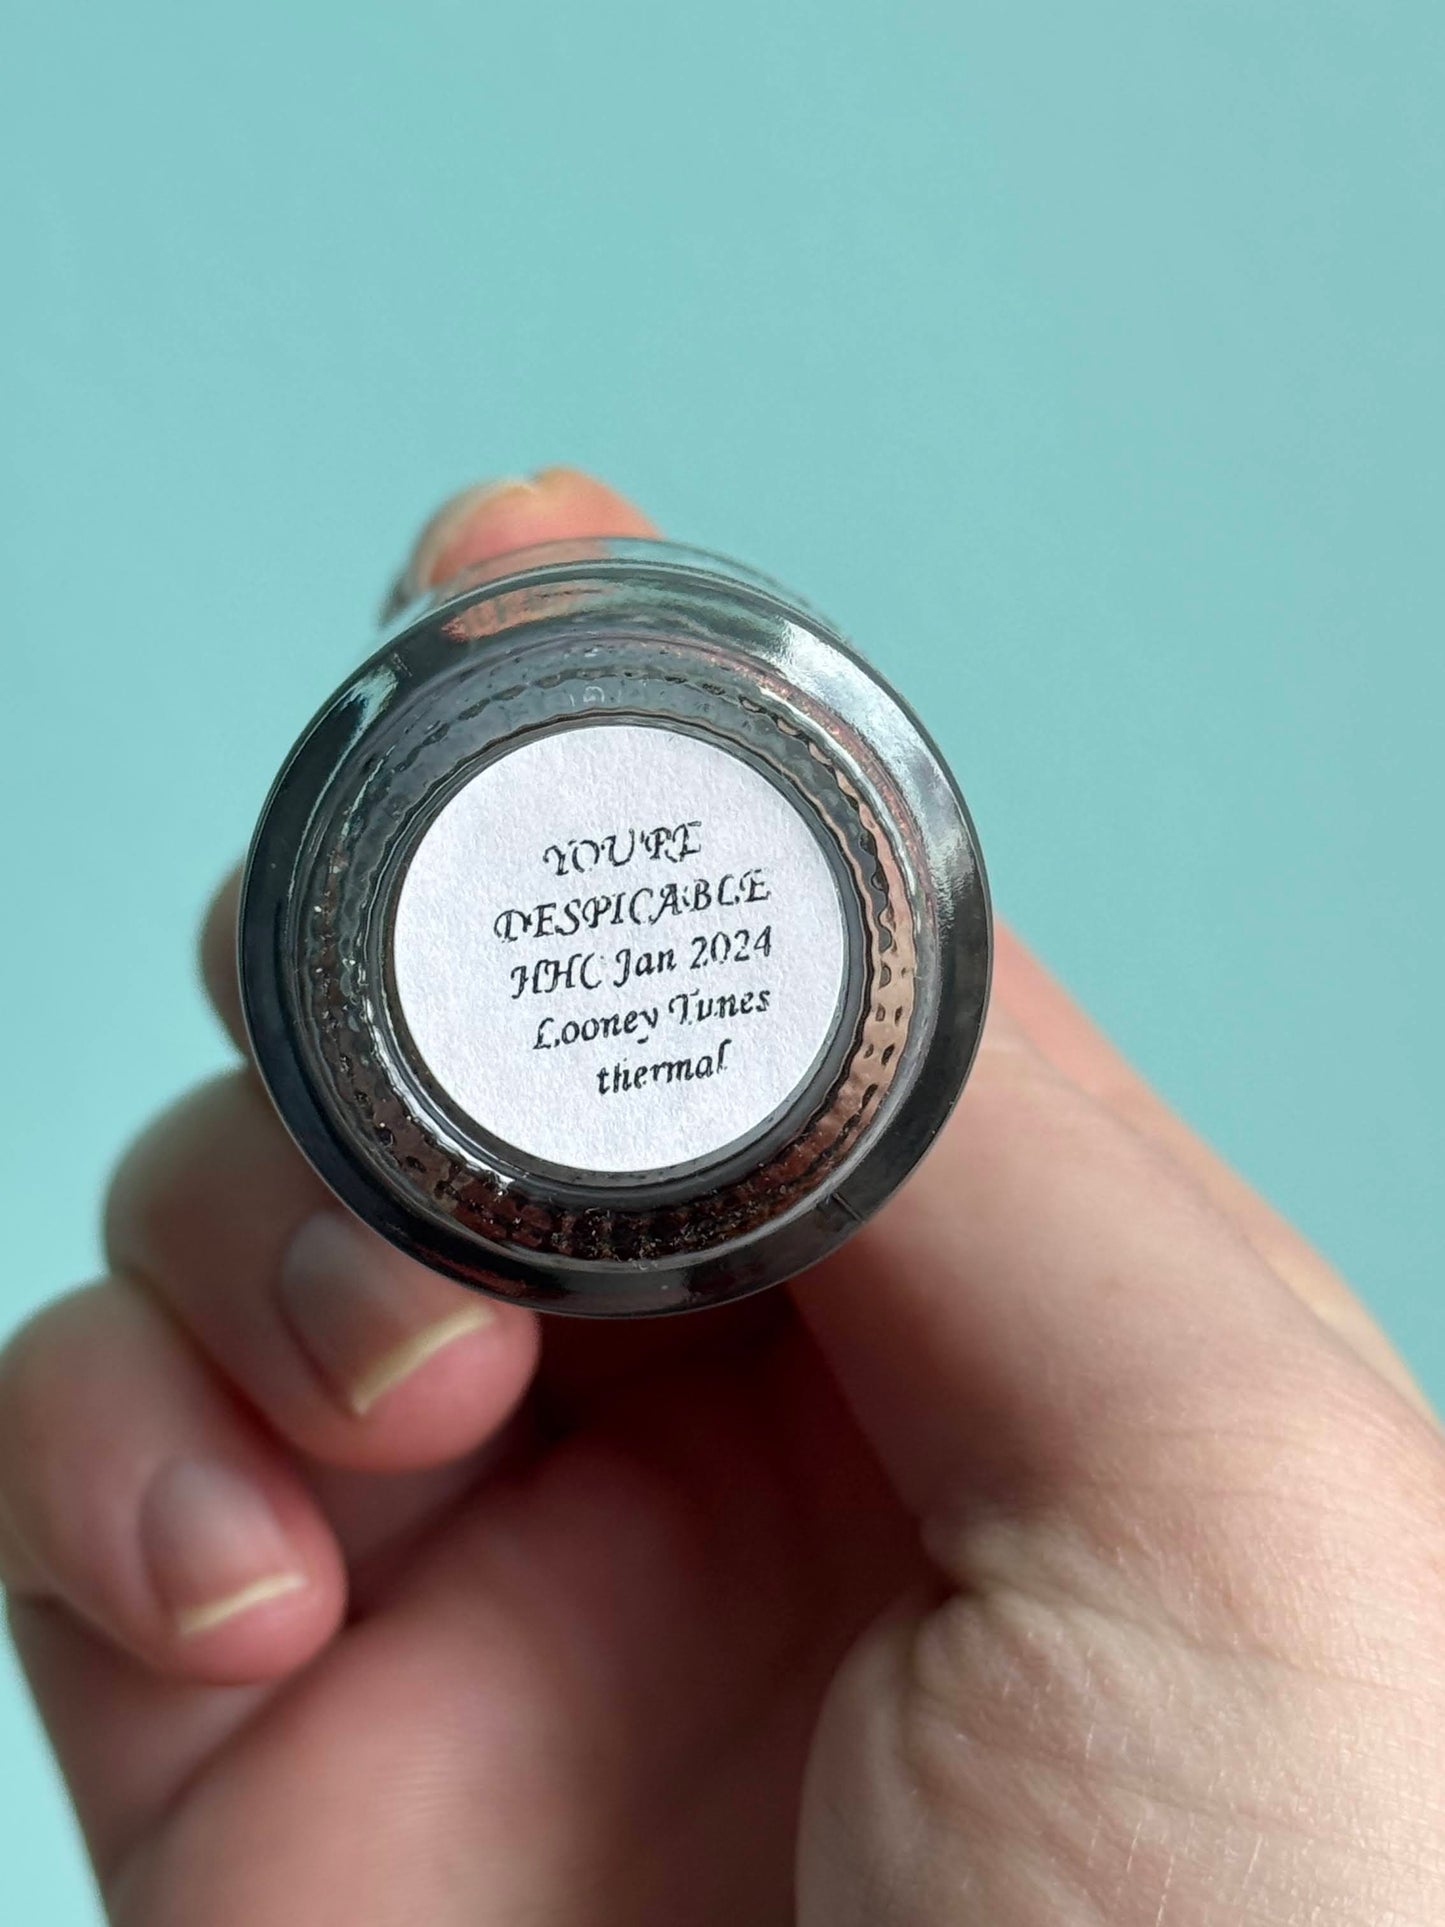 YOU'RE
DESPICABLE
HHC Jan 2024
Looney Tunes
thermal